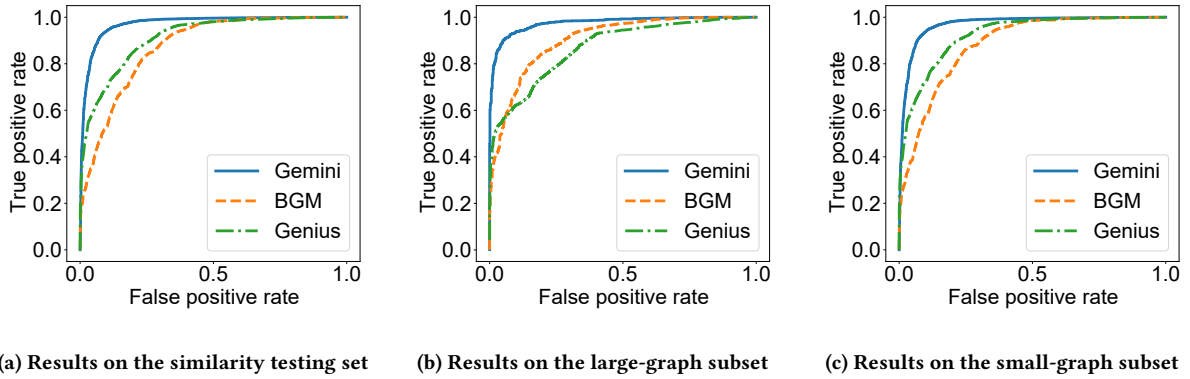 1.0
0.8
0.6
0.4
0.2
0.0
True positive rate
0.0 0.5 1.0
False positive rate
Gemini
BGM
Genius
(a) Results on the similarity testing set
1.0
0.8
0.6
0.4
0.2
0.0
True positive rate
0.0 0.5 1.0
False positive rate
Gemini
BGM
Genius
(b) Results on the large-graph subset
1.0
0.8
0.6
0.4
0.2
0.0
True positive rate
0.0 0.5 1.0
False positive rate
Gemini
BGM
Genius
(c) Results on the small-graph subset